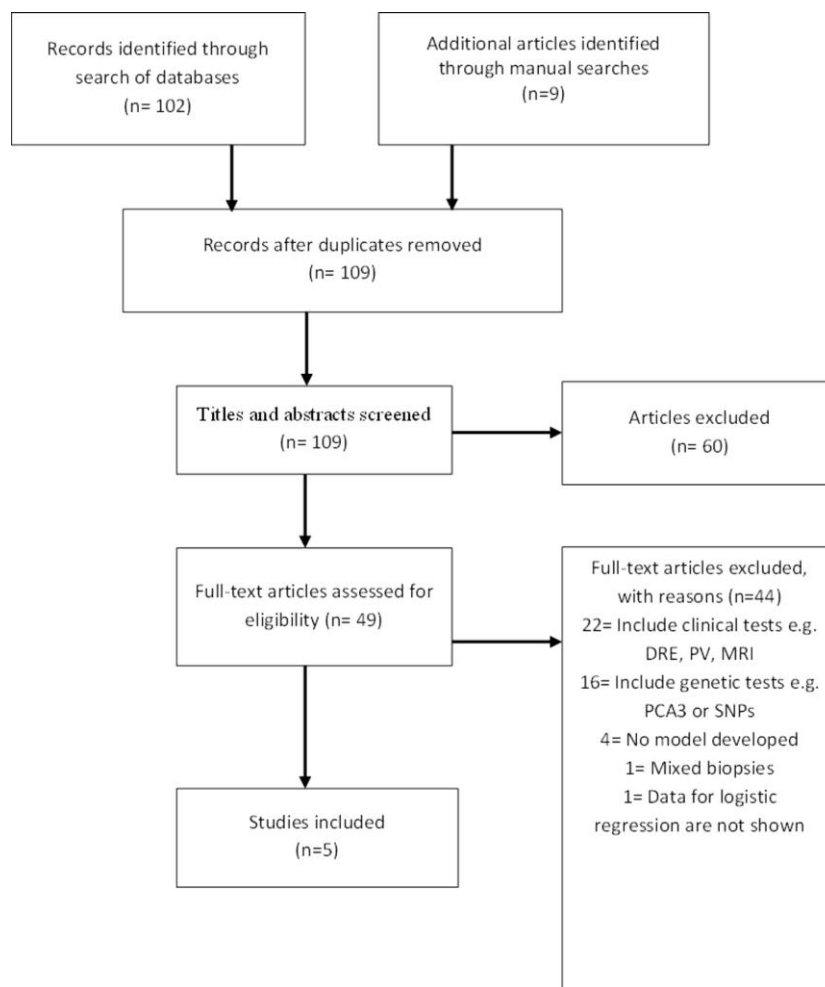 Records identified through
search of databases
(n= 102)
Additional articles identified
through manual searches
(n=9)
Records after duplicates removed
(n= 109)
Titles and abstracts screened
(n= 109)
Articles excluded
(n= 60)
Full-text articles assessed for
eligibility (n= 49)
Full-text articles excluded,
with reasons (n=44)
22= Include clinical tests e.g.
DRE, PV, MRI
16= Include genetic tests e.g.
PCA3 or SNPs
4= No model developed
1= Mixed biopsies
1= Data for logistic
regression are not shown
Studies included
(n=5)